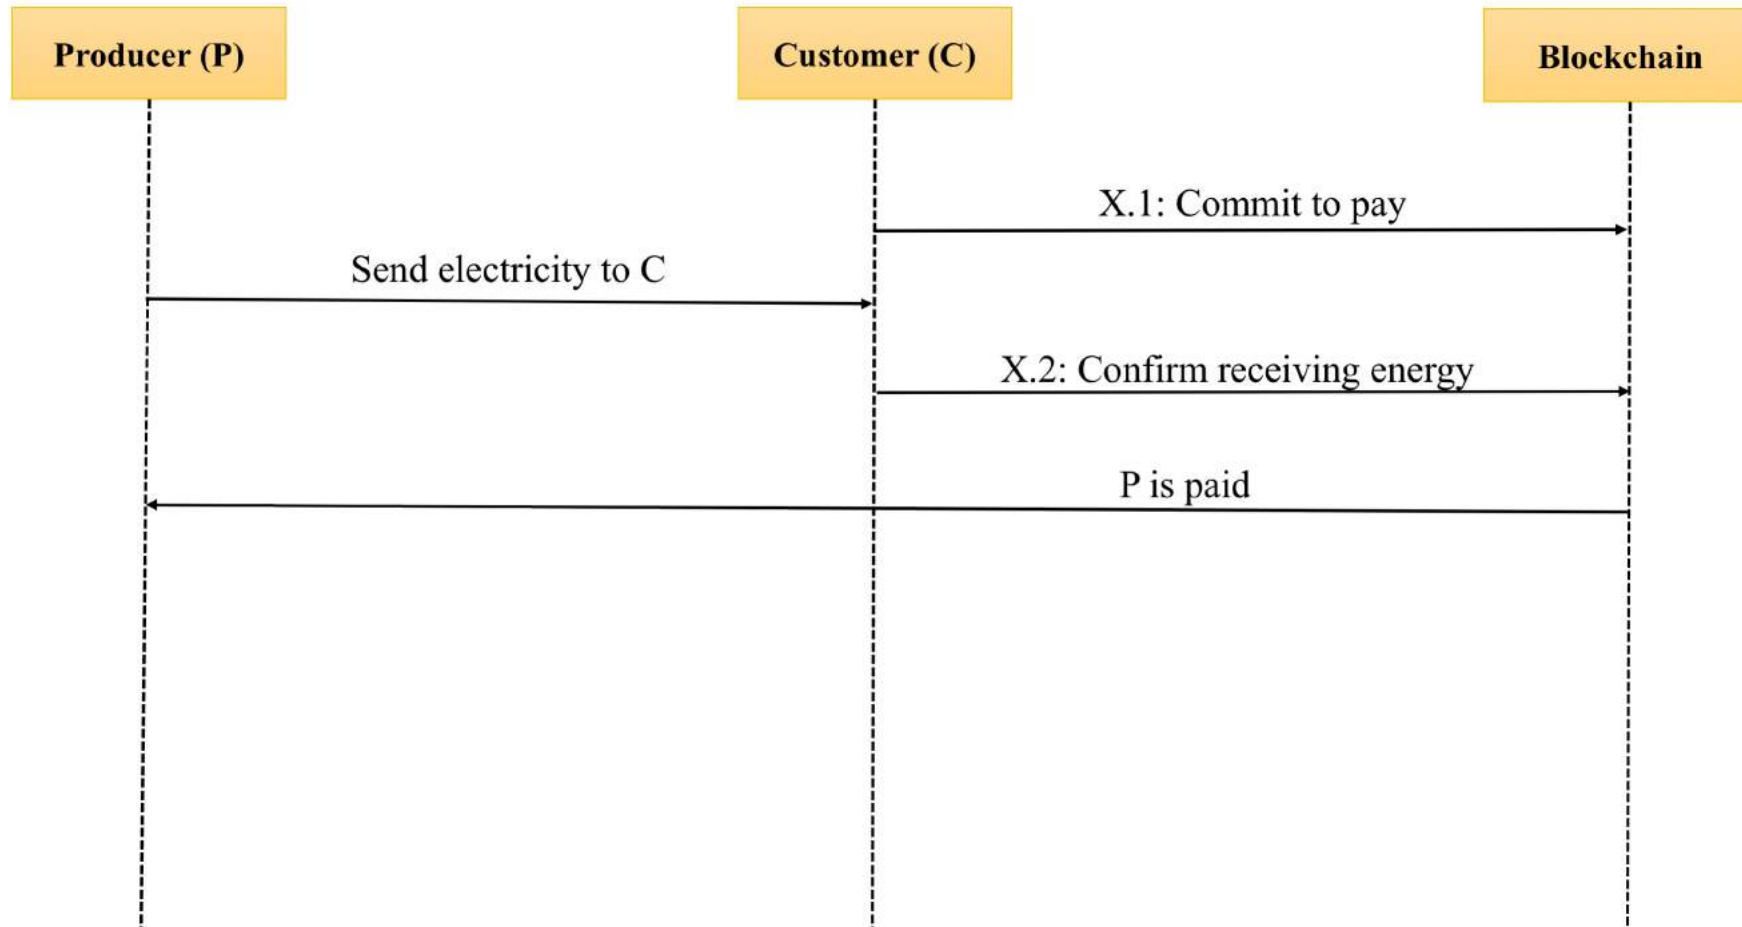 Producer (P)
Customer (C)
Blockchain
X.1: Commit to pay
Send electricity to C
X.2: Confirm receiving energy
P is paid